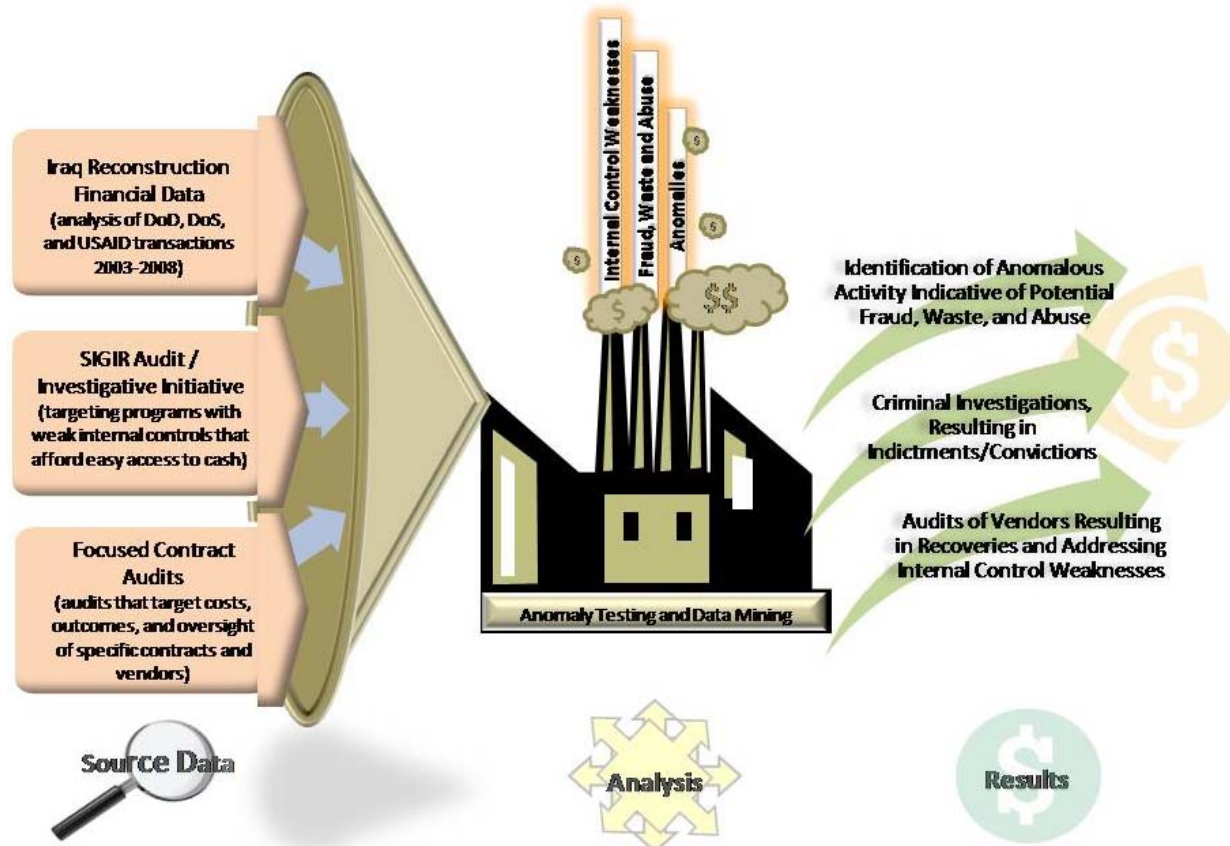 Iraq Reconstruction
Financial Data
(analysis of DoD, DoS,
and USAID transactions
2003-2008)
SIGIR Audit /
Investigative Initiative
(targeting programs with
weak internal controls that
afford easy access to cash)
Focused Contract
Audits
(audits that target costs,
outcomes, and oversight
of specific contracts and
vendors)
Internal Control Weaknesses
Fraud, Waste and Abuse
Anomalies
$
$
$
$
$$
Anomaly Testing and Data Mining
Identification of Anomalous
Activity Indicative of Potential
Fraud, Waste, and Abuse
Criminal Investigations,
Resulting in
Indictments/Convictions
Audits of Vendors Resulting
in Recoveries and Addressing
Internal Control Weaknesses
$
Source Data
Analysis
$
Results